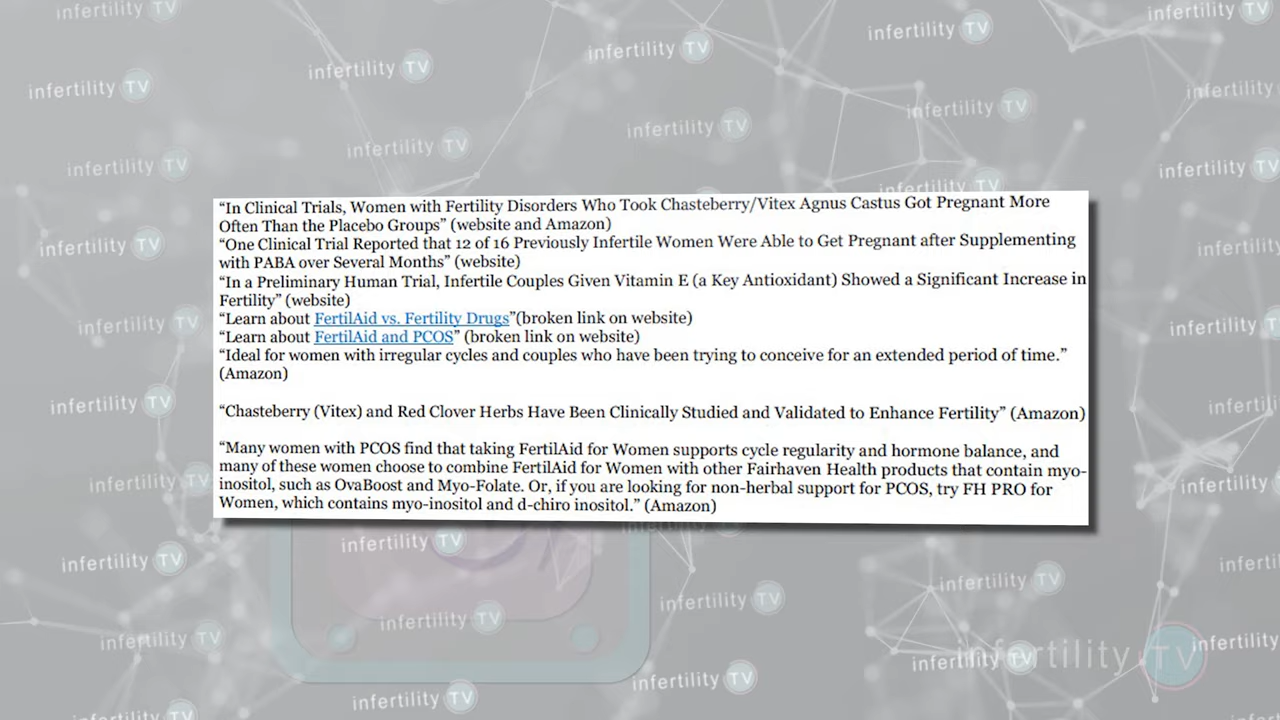 “In Clinical Trials, Women with Fertility Disorders Who Took Chasteberry/Vitex Agnus Castus Got Pregnant More
Often Than the Placebo Groups” (website and Amazon)
“One Clinical Trial Reported that 12 of 16 Previously Infertile Women Were Able to Get Pregnant after Supplementing
with PABA over Several Months” (website)
“In a Preliminary Human Trial, Infertile Couples Given Vitamin E (a Key Antioxidant) Showed a Significant Increase in
Fertility” (website)
“Learn about FertilAid vs. Fertility Drugs”(broken link on website)
“Learn about FertilAid and PCOS” (broken link on website)
“Ideal for women with irregular cycles and couples who have been trying to conceive for an extended period of time.”
(Amazon)
“Chasteberry (Vitex) and Red Clover Herbs Have Been Clinically Studied and Validated to Enhance Fertility” (Amazon)
“Many women with PCOS find that taking FertilAid for Women supports cycle regularity and hormone balance, and
many of these women choose to combine FertilAid for Women with other Fairhaven Health products that contain myo-
inositol, such as OvaBoost and Myo-Folate. Or, if you are looking for non-herbal support for PCOS, try FH PRO for
Women, which contains myo-inositol and d-chiro inositol.” (Amazon)
infertility TV